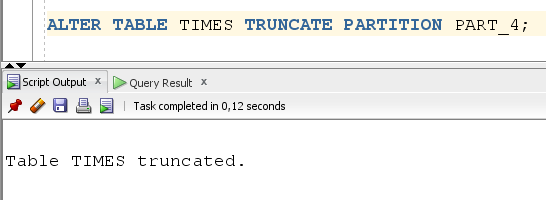 ALTER TABLE TIMES TRUNCATE PARTITION PART_4;
Script Output x Query Result x
Task completed in 0,12 seconds
Table TIMES truncated.